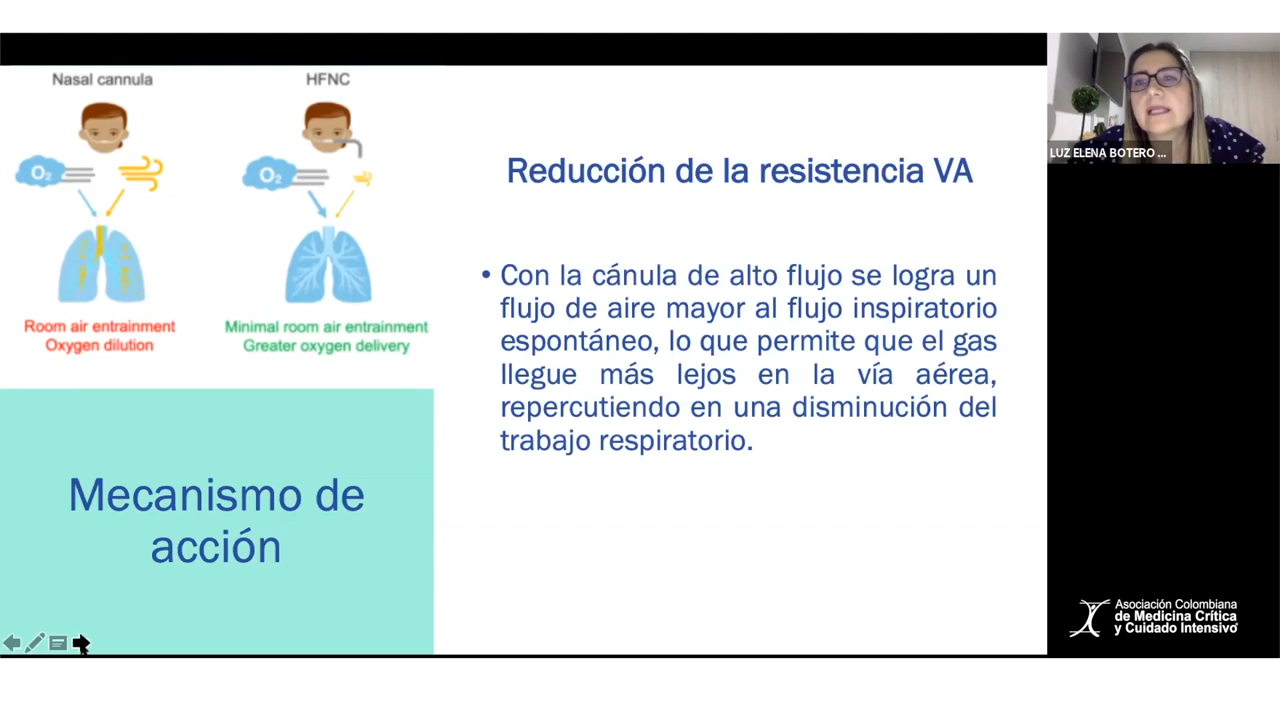 Nasal cannula
HFNC
O₂
O₂
Room air entrainment
Oxygen dilution
Minimal room air entrainment
Greater oxygen delivery
Mecanismo de
acción
Reducción de la resistencia VA
• Con la cánula de alto flujo se logra un
flujo de aire mayor al flujo inspiratorio
espontáneo, lo que permite que el gas
llegue más lejos en la vía aérea,
repercutiendo en una disminución del
trabajo respiratorio.
LUZ ELENA BOTERO ...
Asociación Colombiana
de Medicina Crítica
y Cuidado Intensivo